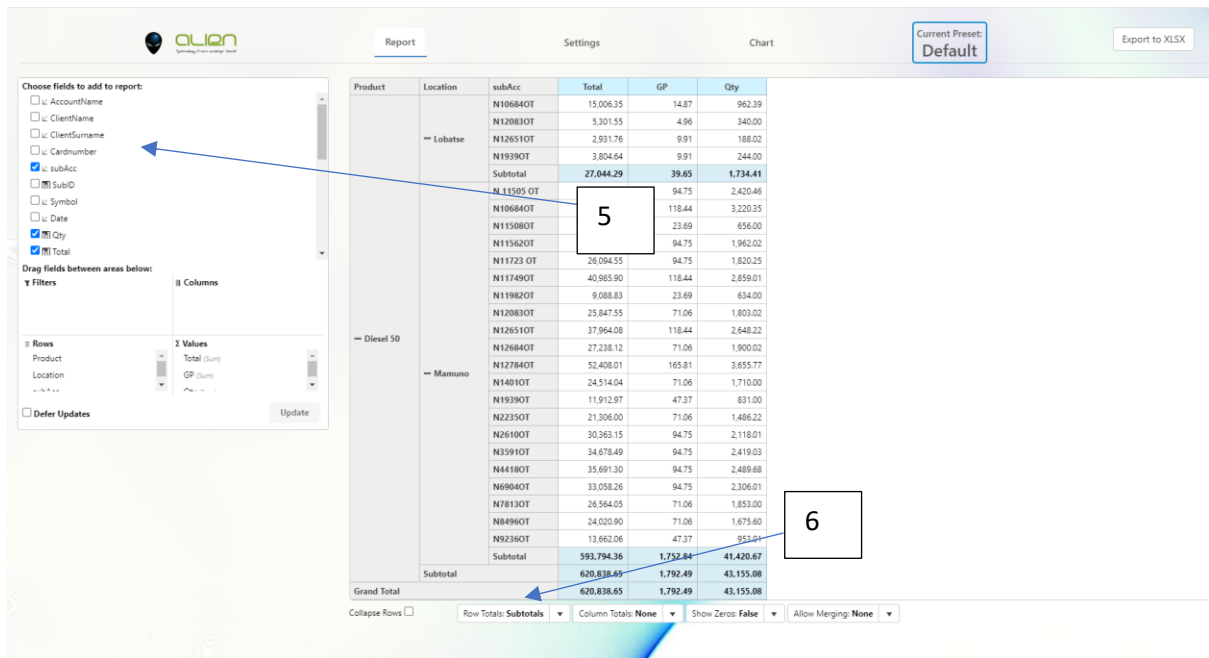 ALIEN
Technology From another World
Report
Settings
Chart
Current Preset:
Default
Export to XLSX
Choose fields to add to report:
AccountName
ClientName
ClientSurname
Cardnumber
subAcc
SubID
Symbol
Date
Qty
Total
Drag fields between areas below:
Filters
Columns
Rows
Product
Location
Σ Values
Total (Sum)
GP (Sum)
Defer Updates
Update
Product Location subAcc Total GP Qty
Diesel 50
Lobatse
N10684OT 15,006.35 14.87 962.39
N12083OT 5,301.55 4.96 340.00
N12651OT 2,931.76 9.91 188.02
N1939OT 3,804.64 9.91 244.00
Subtotal 27,044.29 39.65 1,734.41
Mamuno
N 11505 OT 94.75 2,420.46
N10684OT 118.44 3,220.35
N11508OT 23.69 656.00
N11562OT 94.75 1,962.02
N11723 OT 26,094.55 94.75 1,820.25
N11749OT 40,985.90 118.44 2,859.01
N11982OT 9,088.83 23.69 634.00
N12083OT 25,847.55 71.06 1,803.02
N12651OT 37,964.08 118.44 2,648.22
N12684OT 27,238.12 71.06 1,900.02
N12784OT 52,408.01 165.81 3,655.77
N1401OT 24,514.04 71.06 1,710.00
N1939OT 11,912.97 47.37 831.00
N2235OT 21,306.00 71.06 1,486.22
N2610OT 30,363.15 94.75 2,118.01
N3591OT 34,678.49 94.75 2,419.03
N4418OT 35,691.30 94.75 2,489.68
N6904OT 33,058.26 94.75 2,306.01
N7813OT 26,564.05 71.06 1,853.00
N8496OT 24,020.90 71.06 1,675.60
N9236OT 13,662.06 47.37 953.01
Subtotal 593,794.36 1,752.84 41,420.67
Subtotal 620,838.65 1,792.49 43,155.08
Grand Total 620,838.65 1,792.49 43,155.08
5
6
Collapse Rows
Row Totals: Subtotals
Column Totals: None
Show Zeros: False
Allow Merging: None